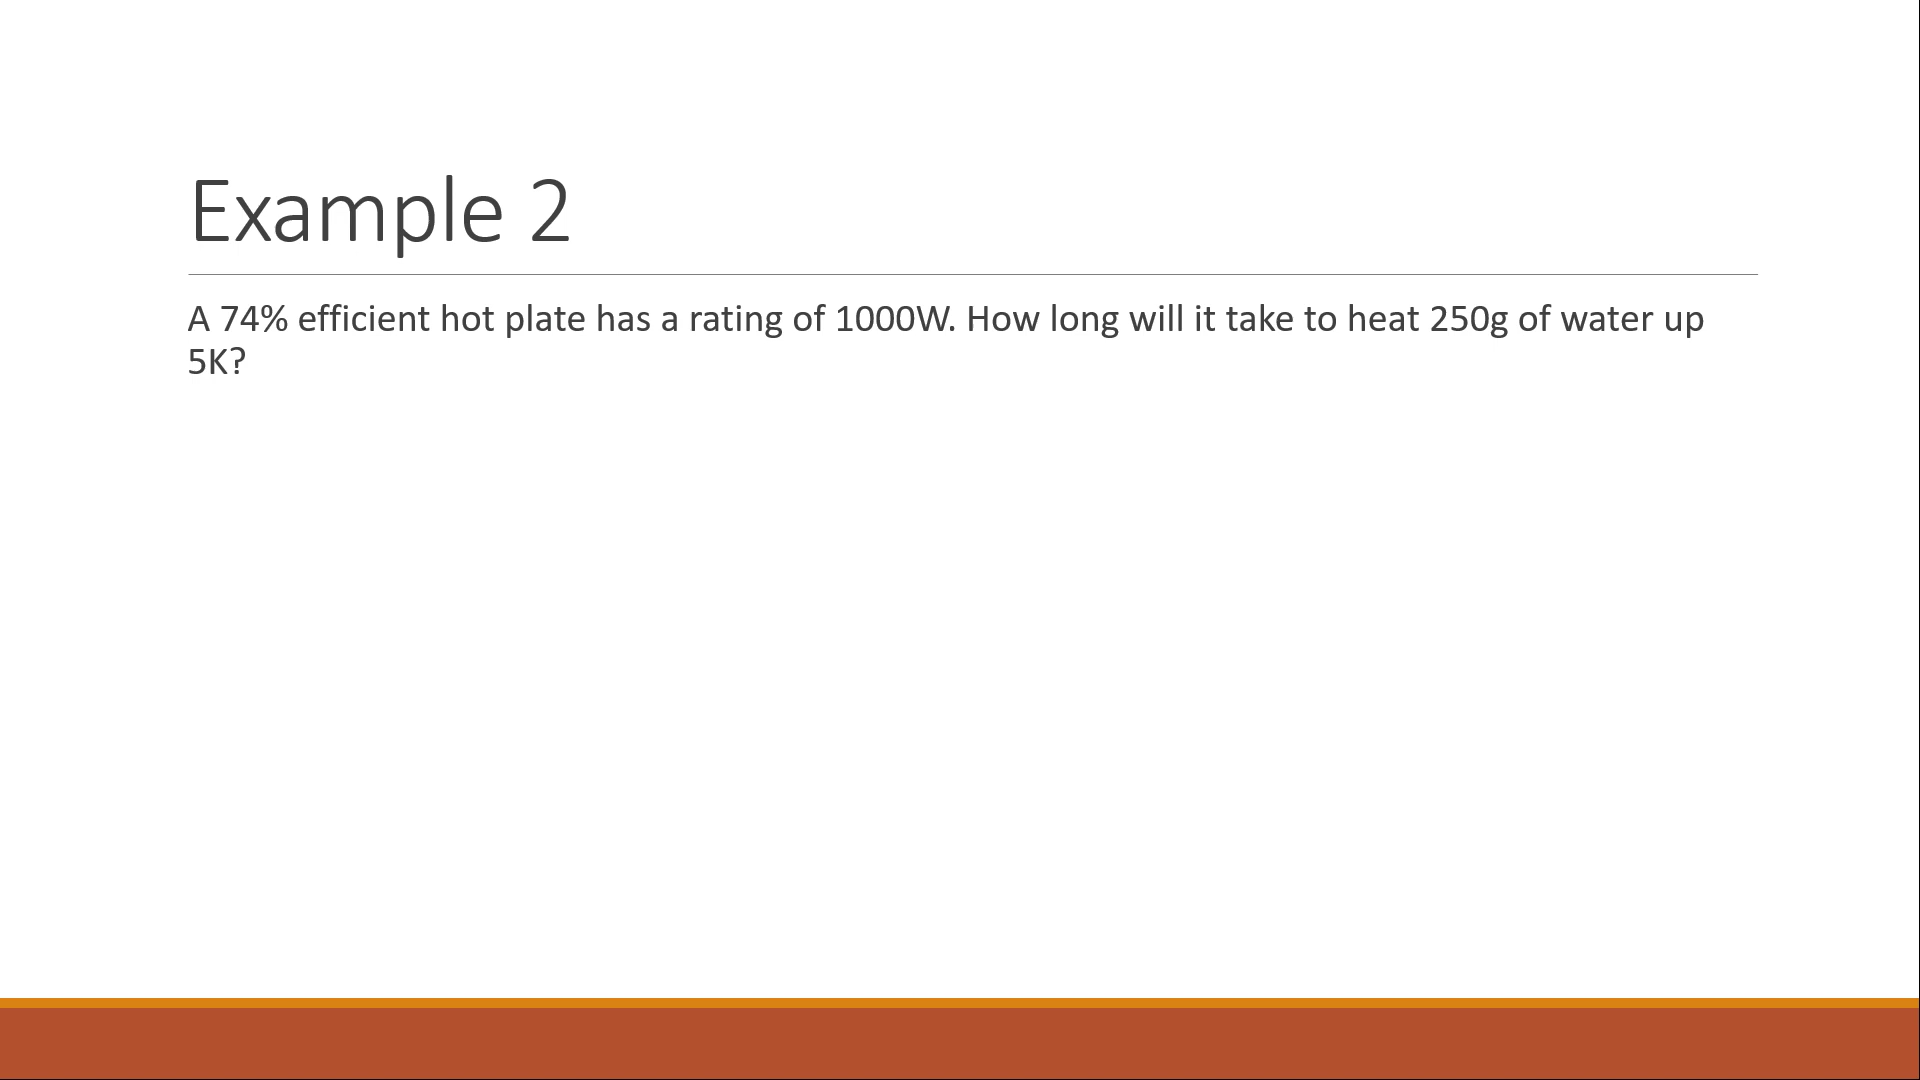 Example 2
A 74% efficient hot plate has a rating of 1000W. How long will it take to heat 250g of water up
5K?